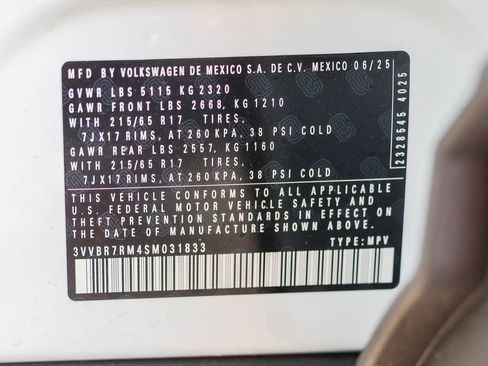 MFD BY VOLKSWAGEN DE MEXICO S.A. DE C.V. MEXICO 06/25
GVWR LBS 5115 KG 2320
GAWR FRONT LBS 2668, KG 1210
WITH 215/65 R17 TIRES,
7JX17 RIMS, AT 260 KPA, 38 PSI COLD
GAWR REAR LBS 2557, KG 1160
WITH 215/65 R17 TIRES,
7JX17 RIMS, AT 260 KPA, 38 PSI COLD
THIS VEHICLE CONFORMS TO ALL APPLICABLE
U.S. FEDERAL MOTOR VEHICLE SAFETY AND
THEFT PREVENTION STANDARDS IN EFFECT ON THE
DATE OF MANUFACTURE SHOWN ABOVE.
3VVBR7RM4SM031833 TYPE: MPV
2328545 4025